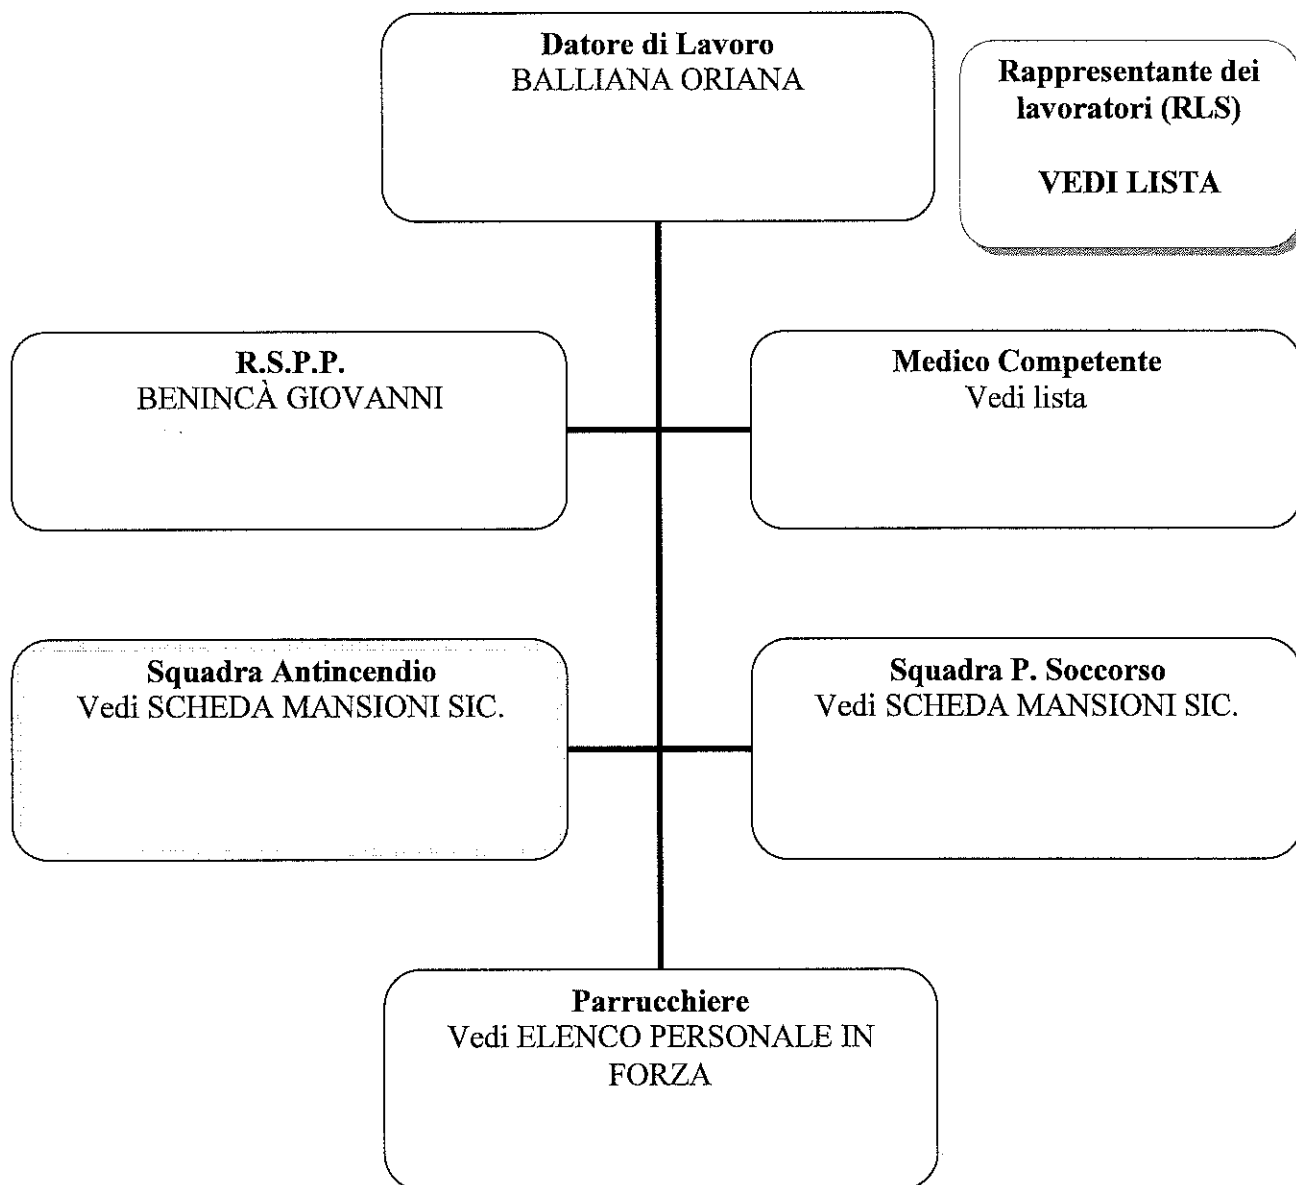 Datore di Lavoro
BALLIANA ORIANA
Rappresentante dei
lavoratori (RLS)
VEDI LISTA
R.S.P.P.
BENINCÀ GIOVANNI
Medico Competente
Vedi lista
Squadra Antincendio
Vedi SCHEDA MANSIONI SIC.
Squadra P. Soccorso
Vedi SCHEDA MANSIONI SIC.
Parrucchiere
Vedi ELENCO PERSONALE IN
FORZA